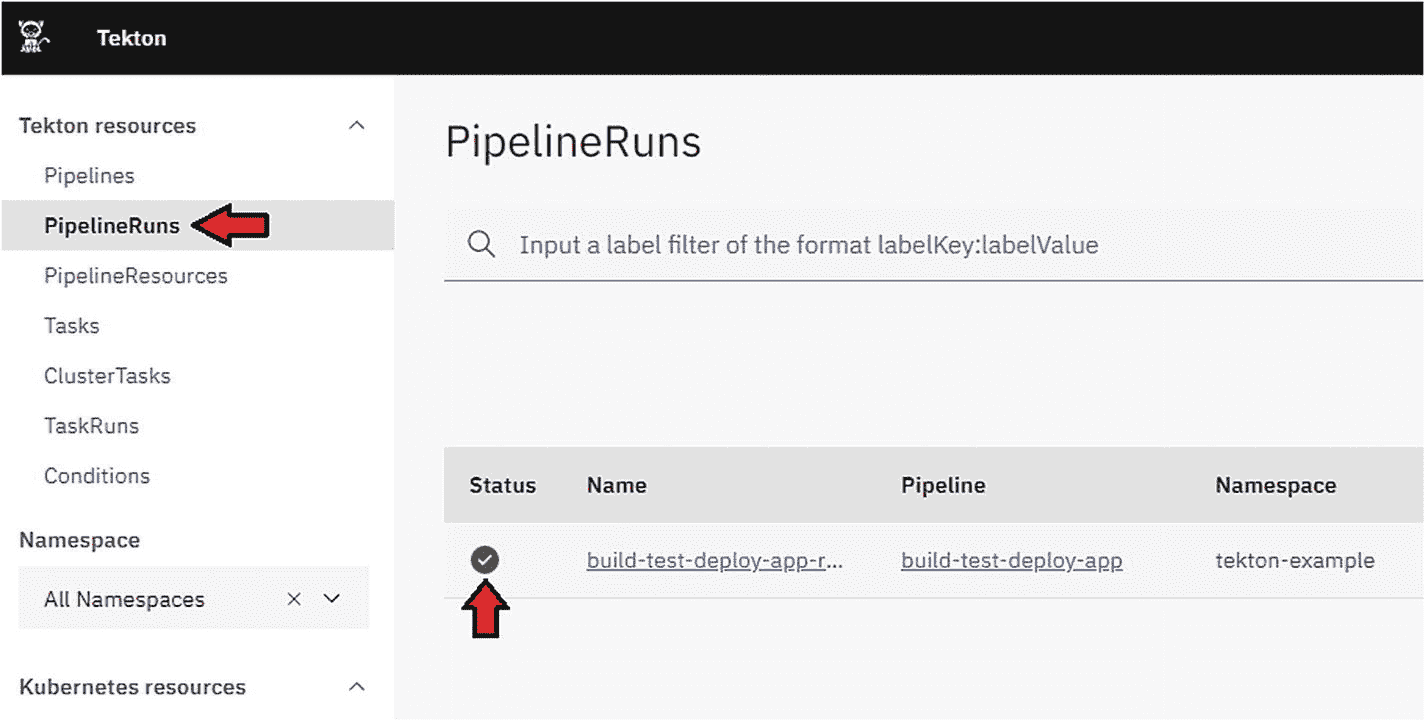 Tekton
Tekton resources
Pipelines
PipelineRuns
PipelineResources
Tasks
ClusterTasks
TaskRuns
Conditions
Namespace
All Namespaces
Kubernetes resources
PipelineRuns
Input a label filter of the format labelKey:labelValue
Status Name Pipeline Namespace
build-test-deploy-app-r... build-test-deploy-app tekton-example